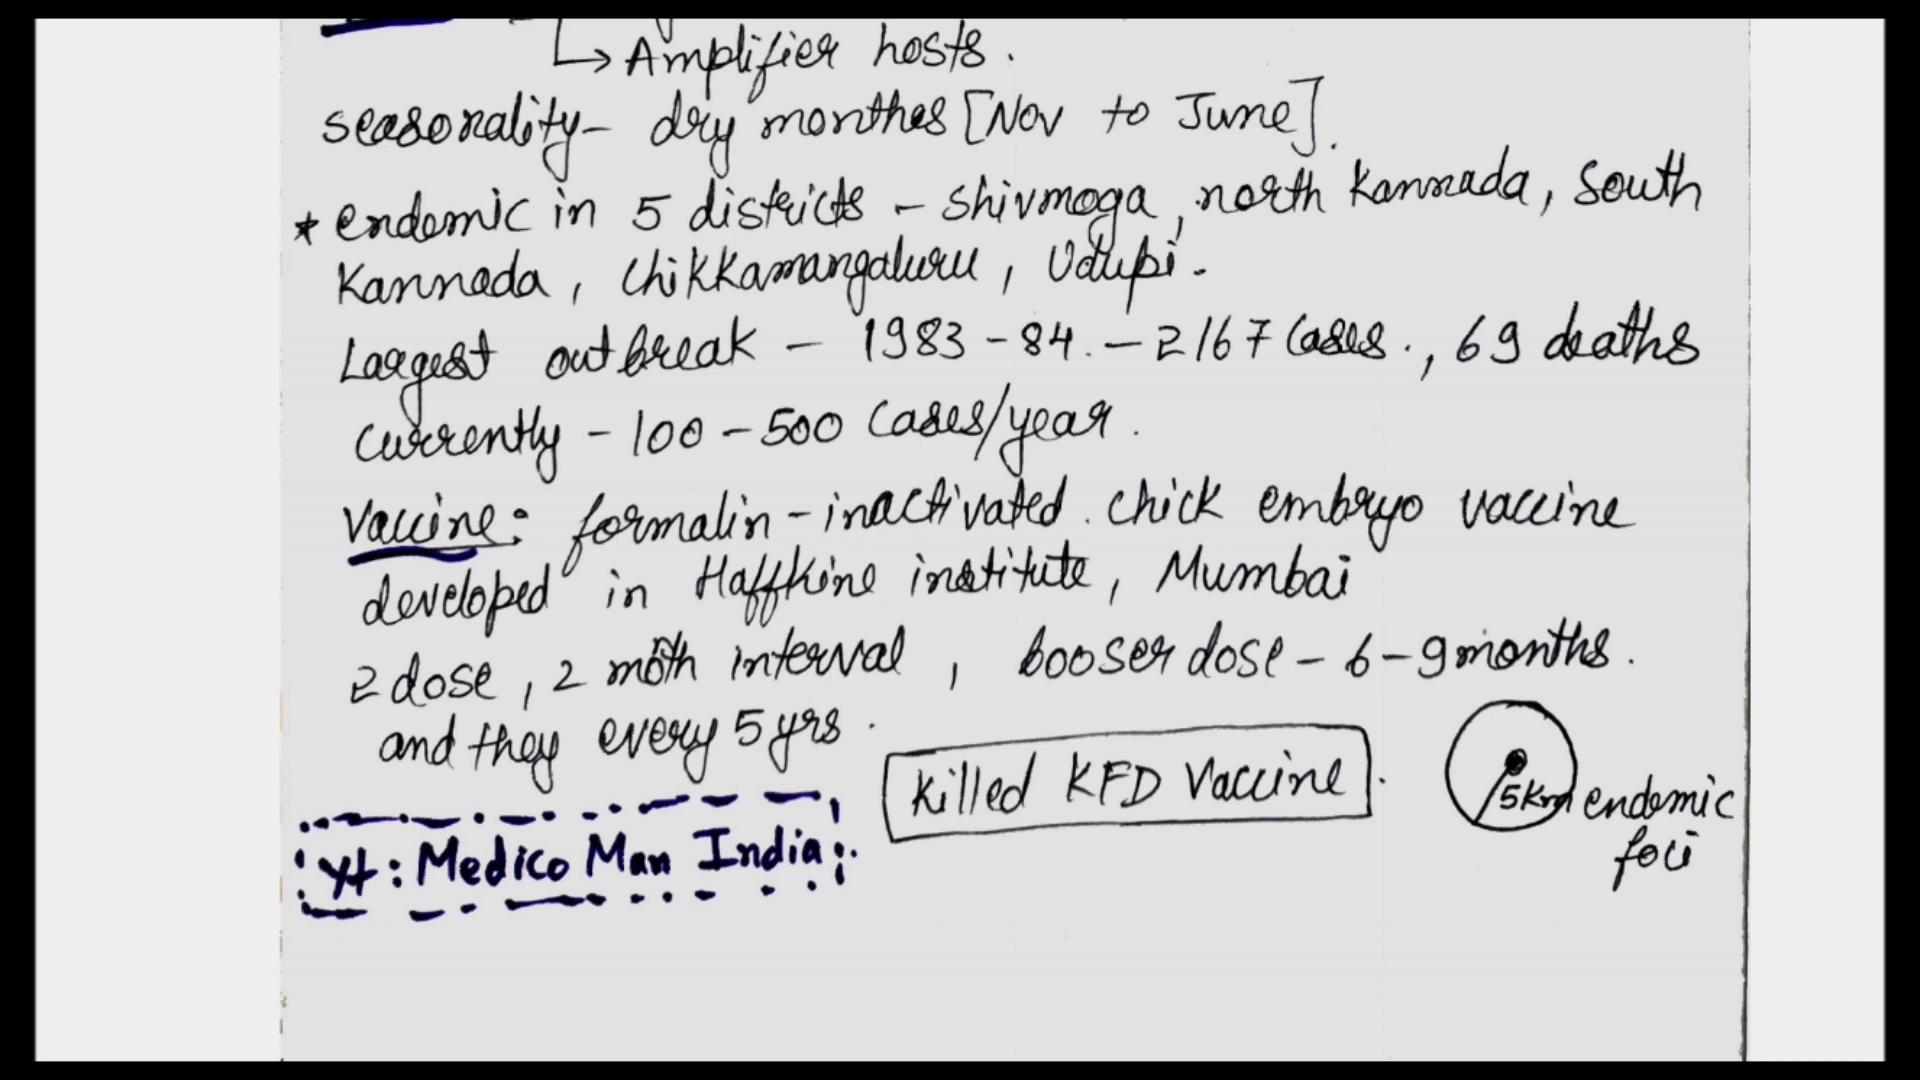 ↳ Amplifier hosts.
seasonality - dry monthes [Nov to June].
* endemic in 5 districts - shivmoga, north Kannada, South
Kannada, Chikkamangaluru, Udupi.
Largest outbreak - 1983-84. - 2167 Cases., 69 deaths
currently - 100 - 500 Cases/year.
Vaccine: formalin-inactivated. chick embryo vaccine
developed in Haffkine institute, Mumbai
2 dose, 2 moth interval, booser dose - 6 - 9 months.
and they every 5 yrs.
Killed KFD Vaccine.
5Km endemic
foci
Yt: Medico Man India